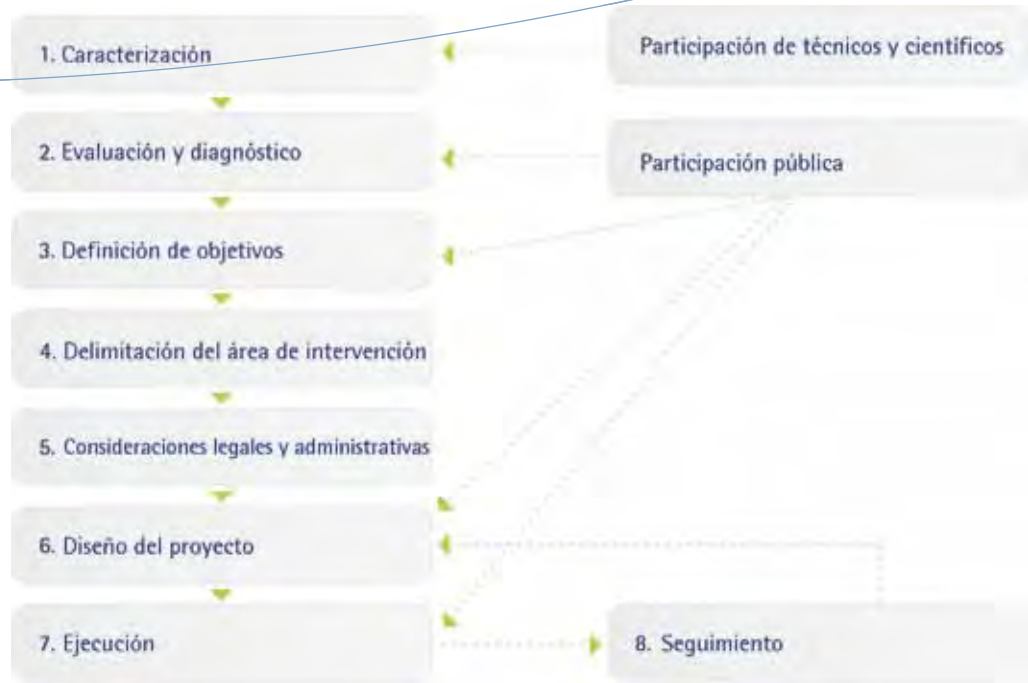 1. Caracterización
Participación de técnicos y científicos
2. Evaluación y diagnóstico
Participación pública
3. Definición de objetivos
4. Delimitación del área de intervención
5. Consideraciones legales y administrativas
6. Diseño del proyecto
7. Ejecución
8. Seguimiento